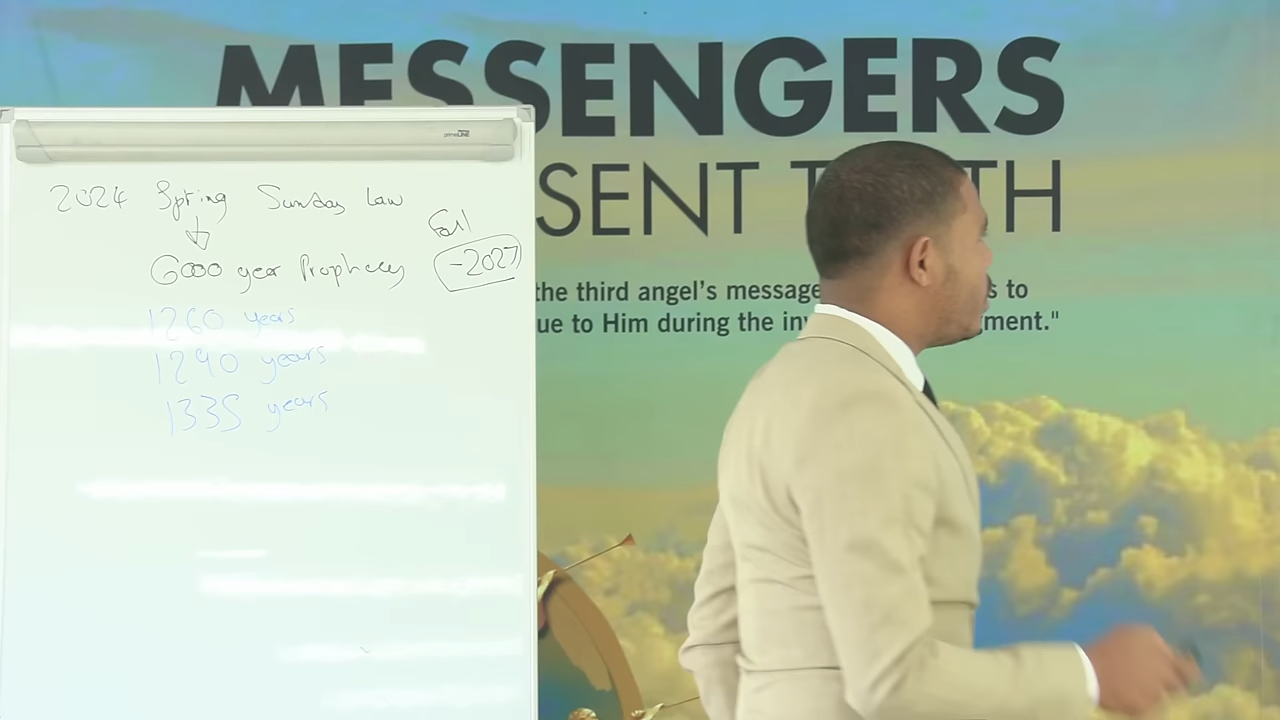 MESSENGERS
SENT T TH
the third angel's message s to
ue to Him during the inv ment."
primeLINE
2024 Spring Sunday Law
Fall
6000 year Prophecy -2027
1260 years
1290 years
1335 years